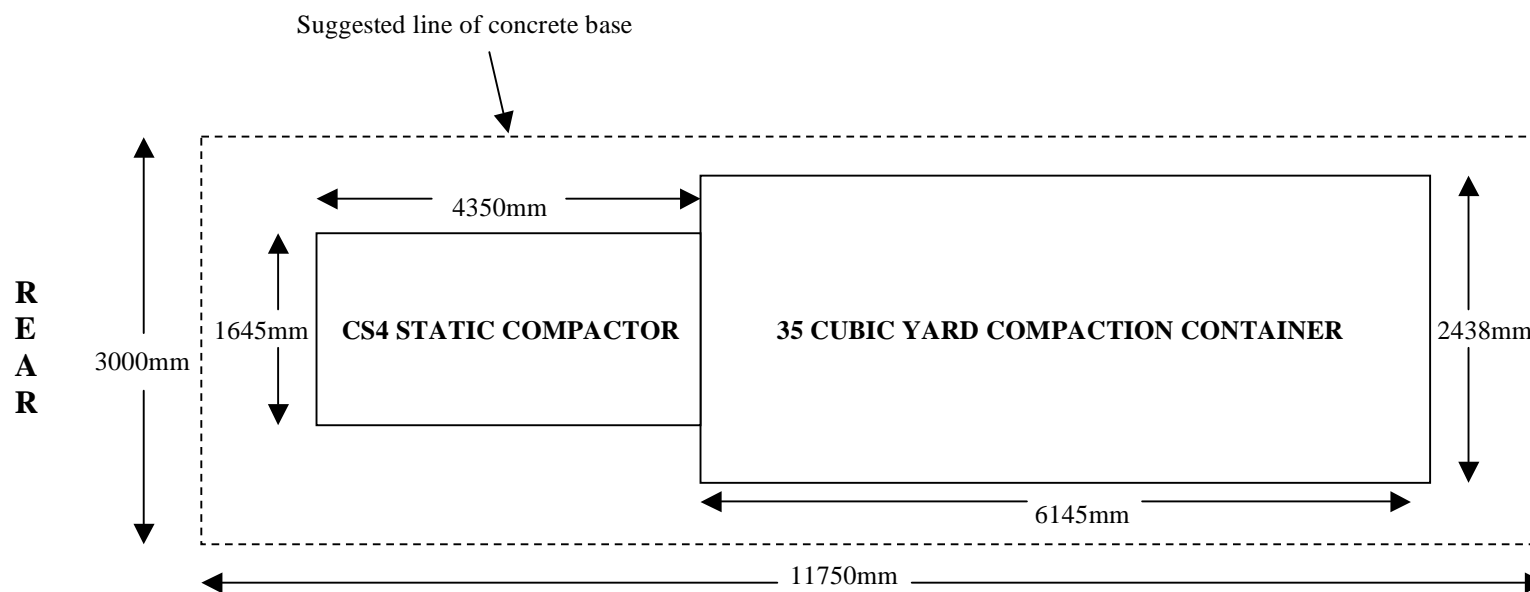 Suggested line of concrete base
4350mm
R
E
A
R
3000mm
1645mm
CS4 STATIC COMPACTOR
35 CUBIC YARD COMPACTION CONTAINER
2438mm
6145mm
11750mm